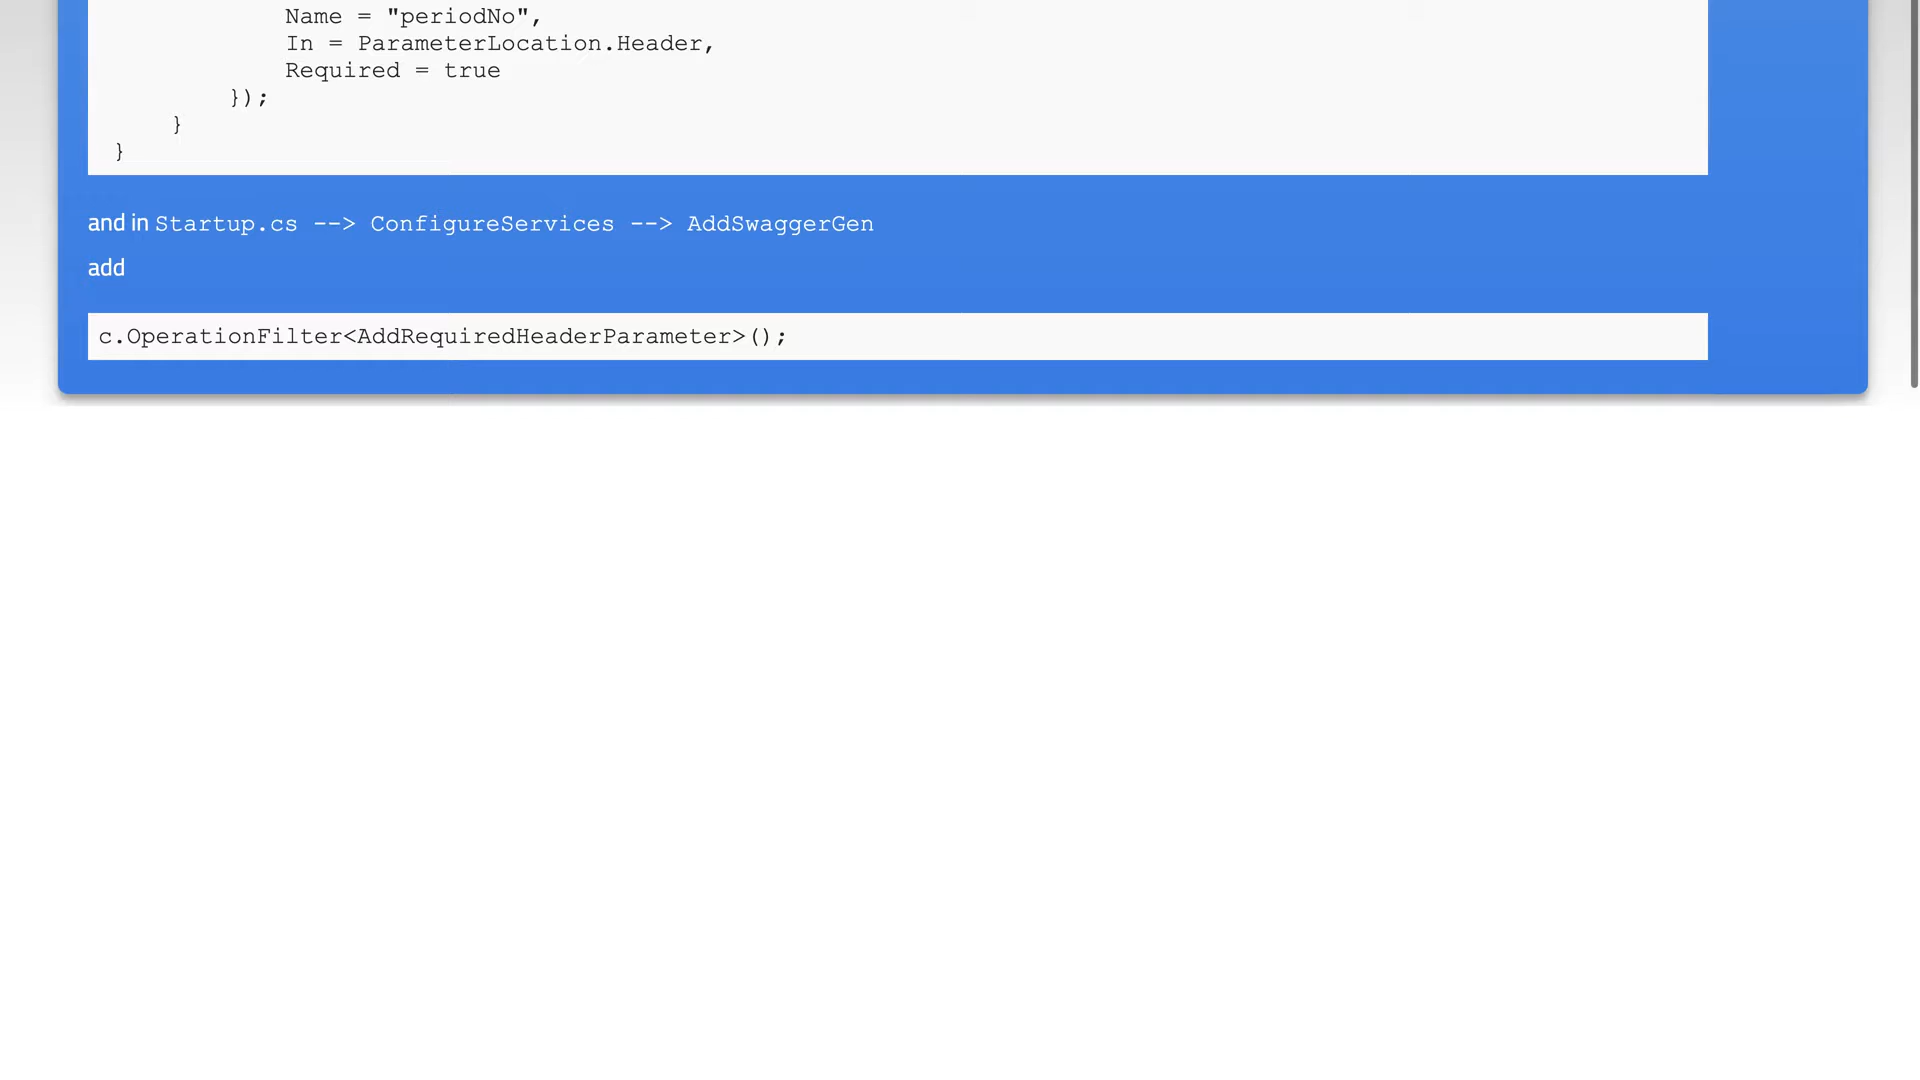 Name = "periodNo",
In = ParameterLocation.Header,
Required = true
});
}
}
and in Startup.cs --> ConfigureServices --> AddSwaggerGen
add
c.OperationFilter<AddRequiredHeaderParameter>();